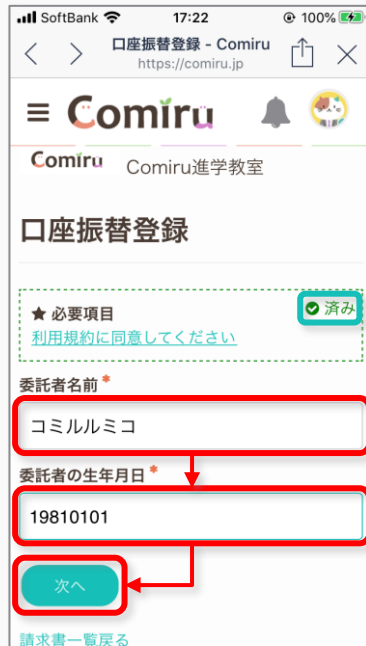 SoftBank 17:22 100%
口座振替登録 - Comiru
https://comiru.jp
Comiru
Comiru Comiru進学教室
口座振替登録
★ 必要項目 済み
利用規約に同意してください
委託者名前*
コミルルミコ
委託者の生年月日*
19810101
次へ
請求書一覧戻る